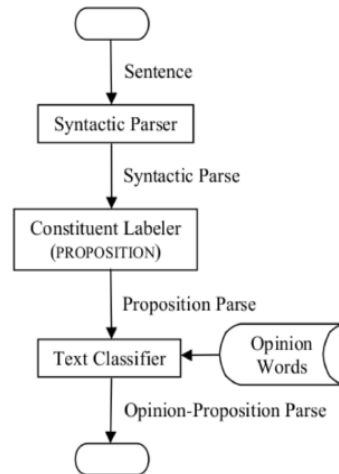 Sentence
Syntactic Parser
Syntactic Parse
Constituent Labeler
(PROPOSITION)
Proposition Parse
Text Classifier
Opinion
Words
Opinion-Proposition Parse